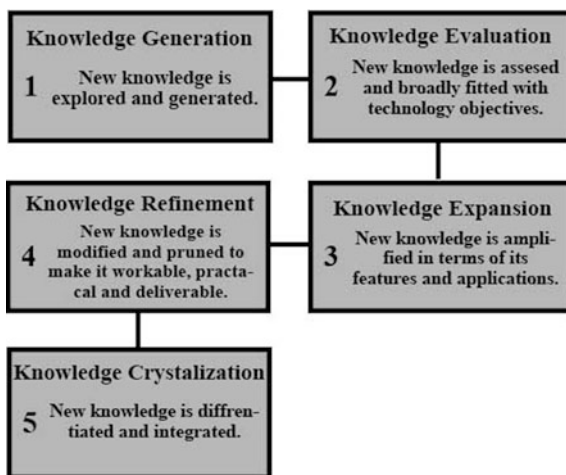 Knowledge Generation
1
New knowledge is
explored and generated.
Knowledge Evaluation
2
New knowledge is assesed
and broadly fitted with
technology objectives.
Knowledge Expansion
3
New knowledge is ampli-
fied in terms of its
features and applications.
Knowledge Refinement
4
New knowledge is
modified and pruned to
make it workable, practa-
cal and deliverable.
Knowledge Crystalization
5
New knowledge is diffren-
tiated and integrated.